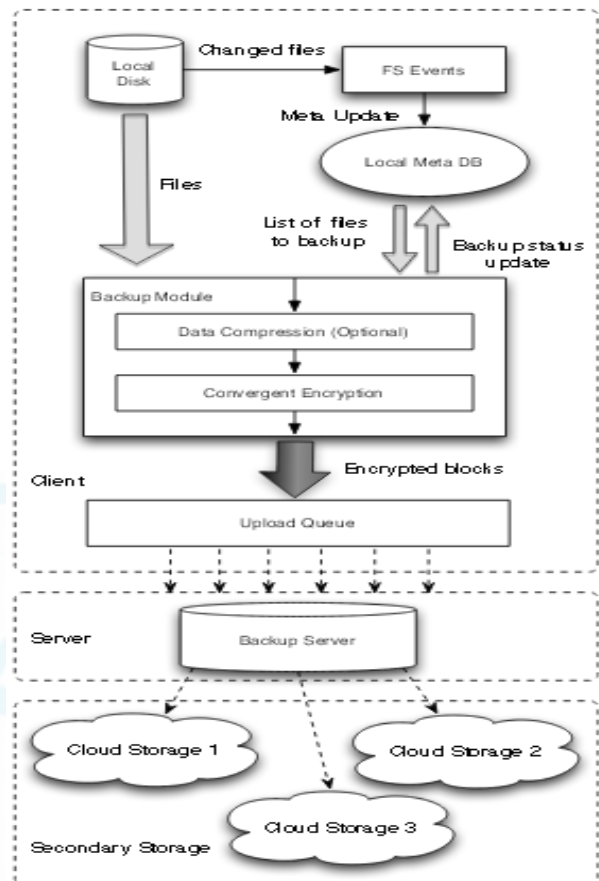 Changed files
Local
Disk
FS Events
Meta Update
Local Meta DB
Files
List of files
to backup
Backup status
update
Backup Module
Data Compression (Optional)
Convergent Encryption
Encrypted blocks
Client
Upload Queue
Server
Backup Server
Cloud Storage 1
Cloud Storage 2
Cloud Storage 3
Secondary Storage